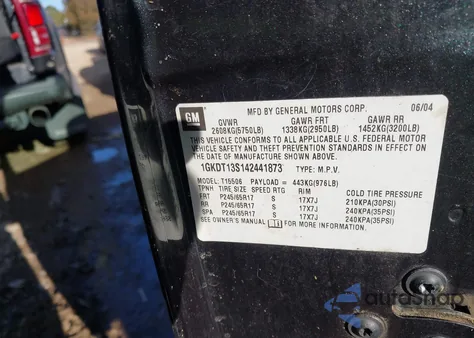 GM
MFD BY GENERAL MOTORS CORP. 06/04
GVWR GAWR FRT GAWR RR
2608KG(5750LB) 1338KG(2950LB) 1452KG(3200LB)
THIS VEHICLE CONFORMS TO ALL APPLICABLE U.S. FEDERAL MOTOR
VEHICLE SAFETY AND THEFT PREVENTION STANDARDS IN EFFECT ON
THE DATE OF MANUFACTURE SHOWN ABOVE.
1GKDT13S142441873 TYPE: M.P.V.
MODEL: T15506 PAYLOAD = 443KG(976LB)
TPNH TIRE SIZE SPEED RTG RIM COLD TIRE PRESSURE
FRT P245/65R17 S 17X7J 210KPA(30PSI)
RR P245/65R17 S 17X7J 240KPA(35PSI)
SPA P245/65R17 S 17X7J 240KPA(35PSI)
SEE OWNER'S MANUAL FOR MORE INFORMATION.
autosnap